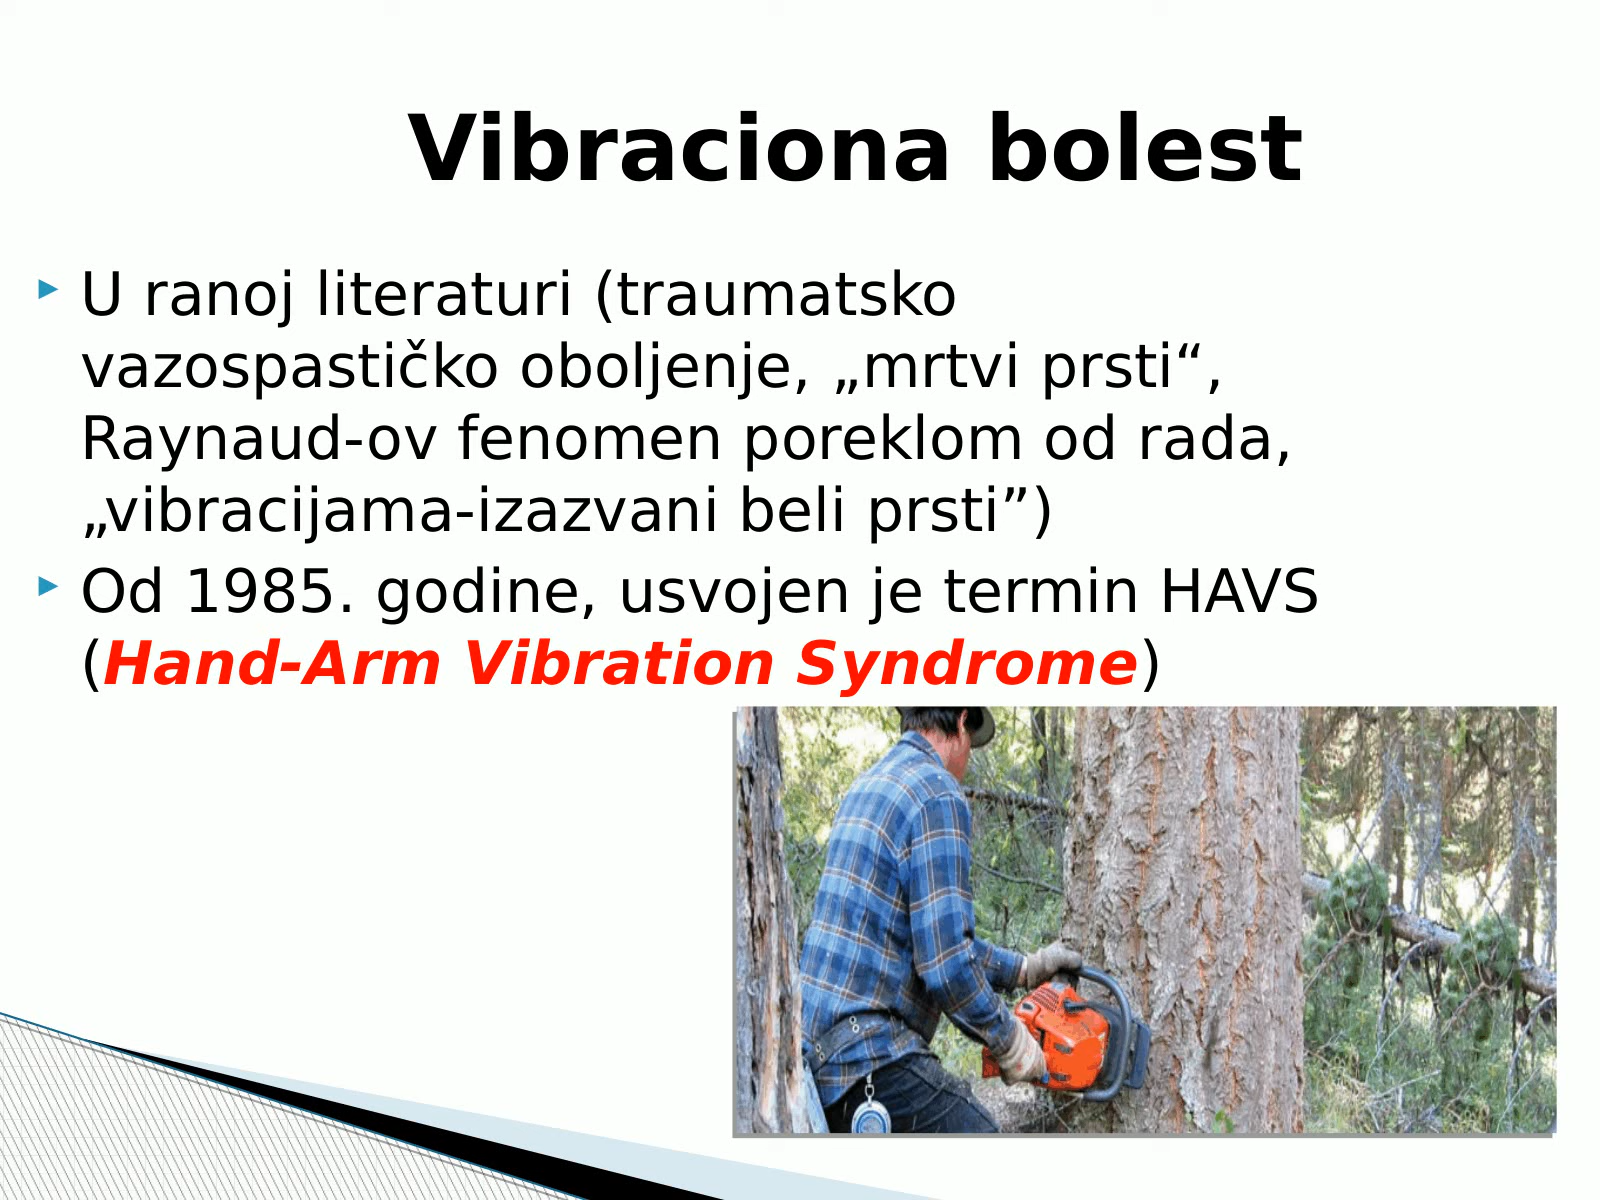 Vibraciona bolest
U ranoj literaturi (traumatsko
vazospastičko oboljenje, „mrtvi prsti“,
Raynaud-ov fenomen poreklom od rada,
„vibracijama-izazvani beli prsti”)
Od 1985. godine, usvojen je termin HAVS
(Hand-Arm Vibration Syndrome)